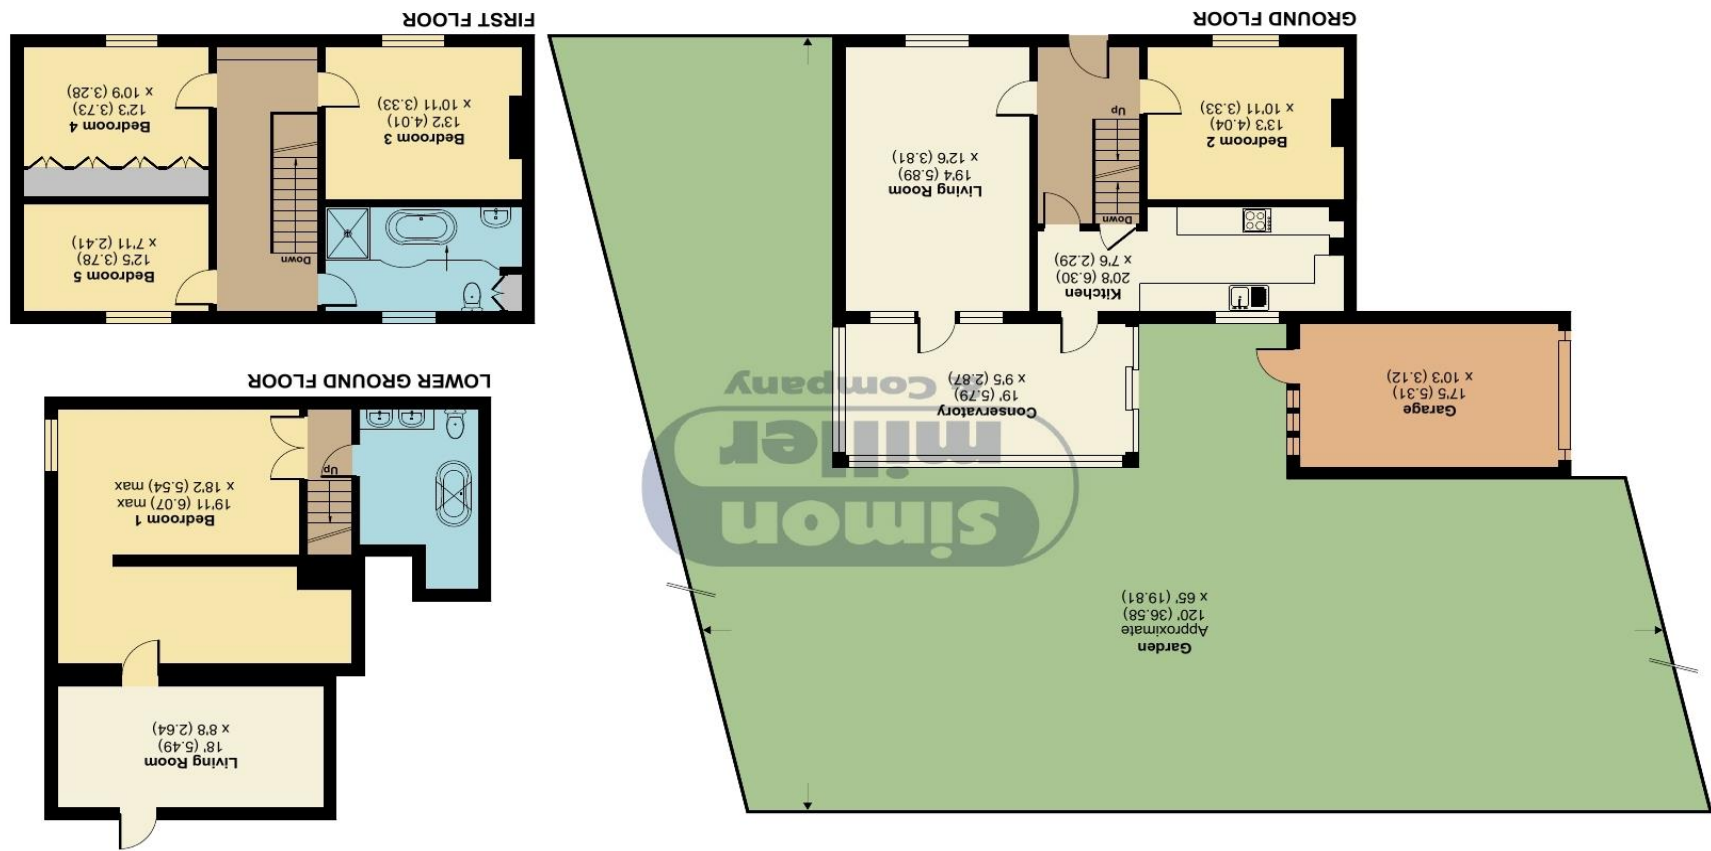 Garden
Approximate
120' (36.58)
x 65' (19.81)
simon
miller
& Company
Garage
17'5 (5.31)
x 10'3 (3.12)
Conservatory
19' (5.79)
x 9'5 (2.87)
Kitchen
20'8 (6.30)
x 7'6 (2.29)
Down
Up
Living Room
19'4 (5.89)
x 12'6 (3.81)
Bedroom 2
13'3 (4.04)
x 10'11 (3.33)
GROUND FLOOR
Living Room
18' (5.49)
x 8'8 (2.64)
Bedroom 1
19'11 (6.07) max
x 18'2 (5.54) max
Up
LOWER GROUND FLOOR
Bedroom 5
12'5 (3.78)
x 7'11 (2.41)
Down
Bedroom 3
13'2 (4.01)
x 10'11 (3.33)
Bedroom 4
12'3 (3.73)
x 10'9 (3.28)
FIRST FLOOR